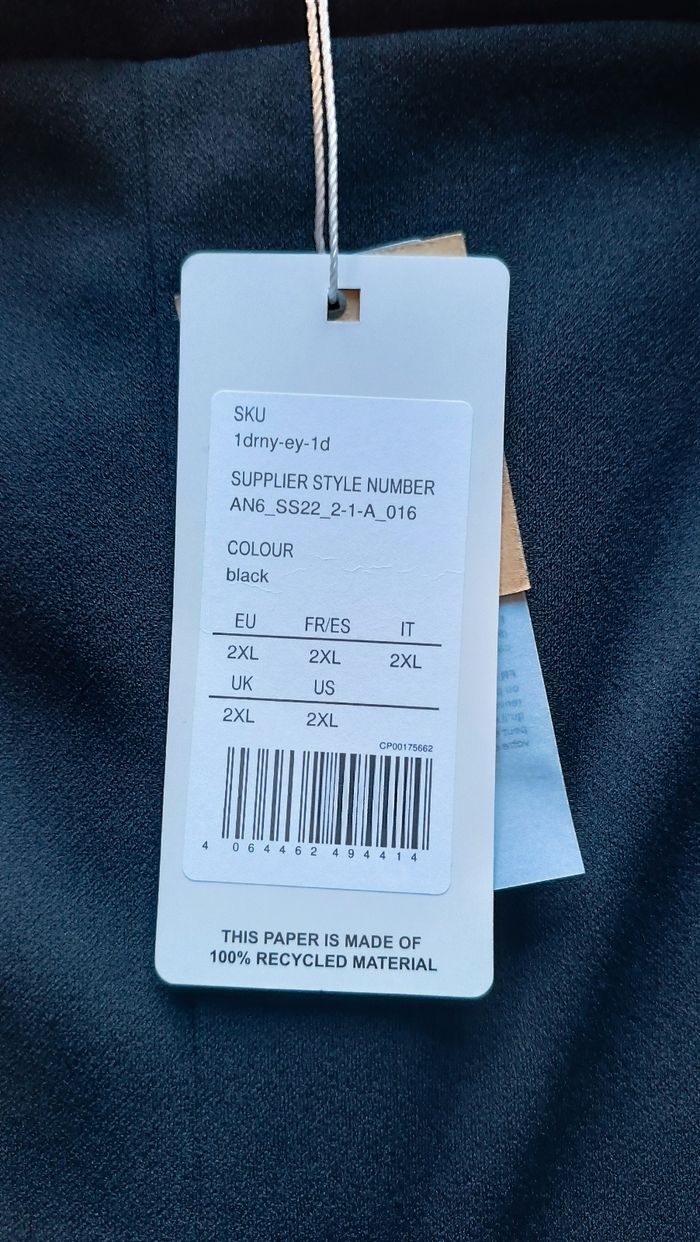 SKU
1drny-ey-1d
SUPPLIER STYLE NUMBER
AN6_SS22_2-1-A_016
COLOUR
black
EU FR/ES IT
2XL 2XL 2XL
UK US
2XL 2XL
CP00175662
4 064462 494414
THIS PAPER IS MADE OF
100% RECYCLED MATERIAL